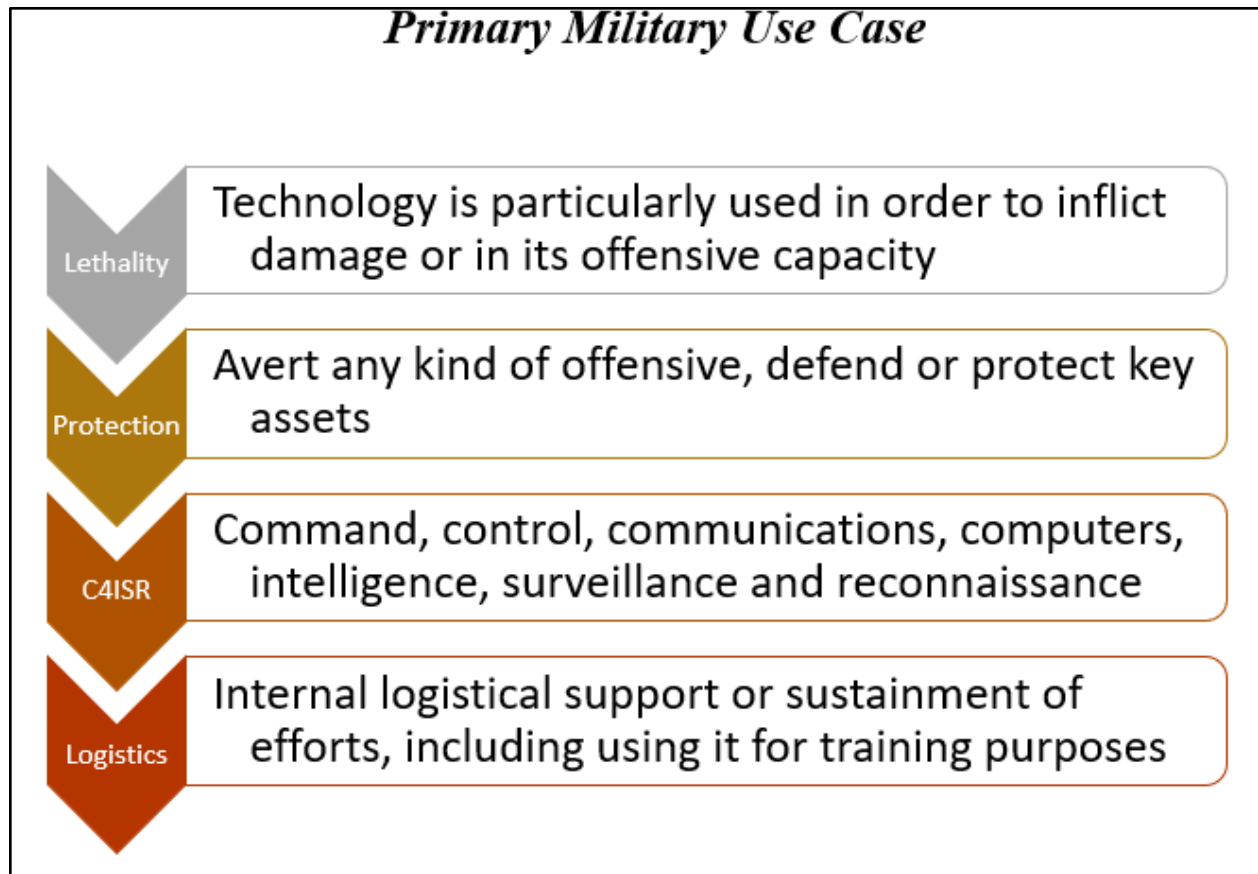 Primary Military Use Case
Lethality
Technology is particularly used in order to inflict
damage or in its offensive capacity
Protection
Avert any kind of offensive, defend or protect key
assets
C4ISR
Command, control, communications, computers,
intelligence, surveillance and reconnaissance
Logistics
Internal logistical support or sustainment of
efforts, including using it for training purposes